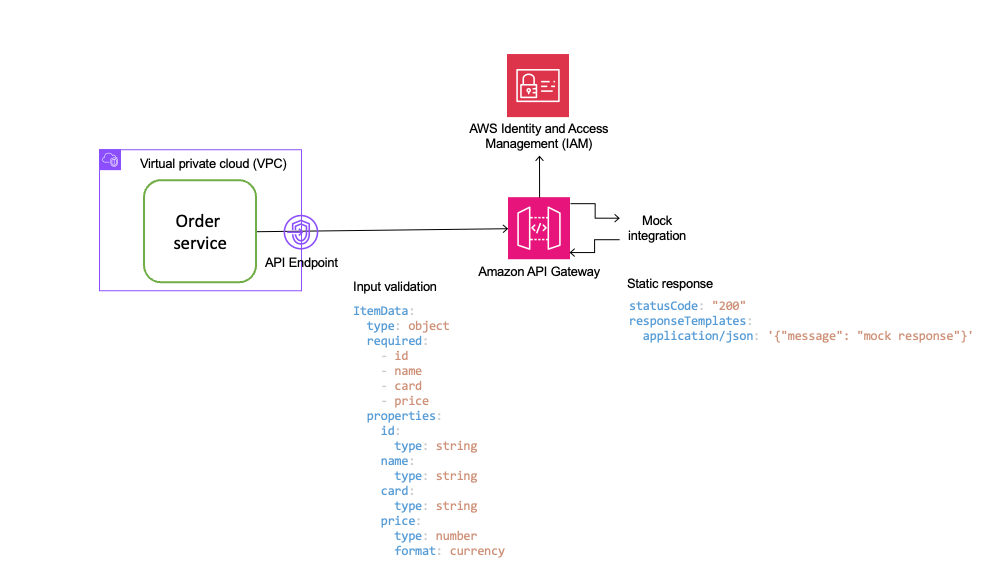 AWS Identity and Access
Management (IAM)
Virtual private cloud (VPC)
Order
service
API Endpoint
Mock
integration
Amazon API Gateway
Input validation
ItemData:
type: object
required:
- id
- name
- card
- price
properties:
id:
type: string
name:
type: string
card:
type: string
price:
type: number
format: currency
Static response
statusCode: "200"
responseTemplates:
application/json: '{"message": "mock response"}'